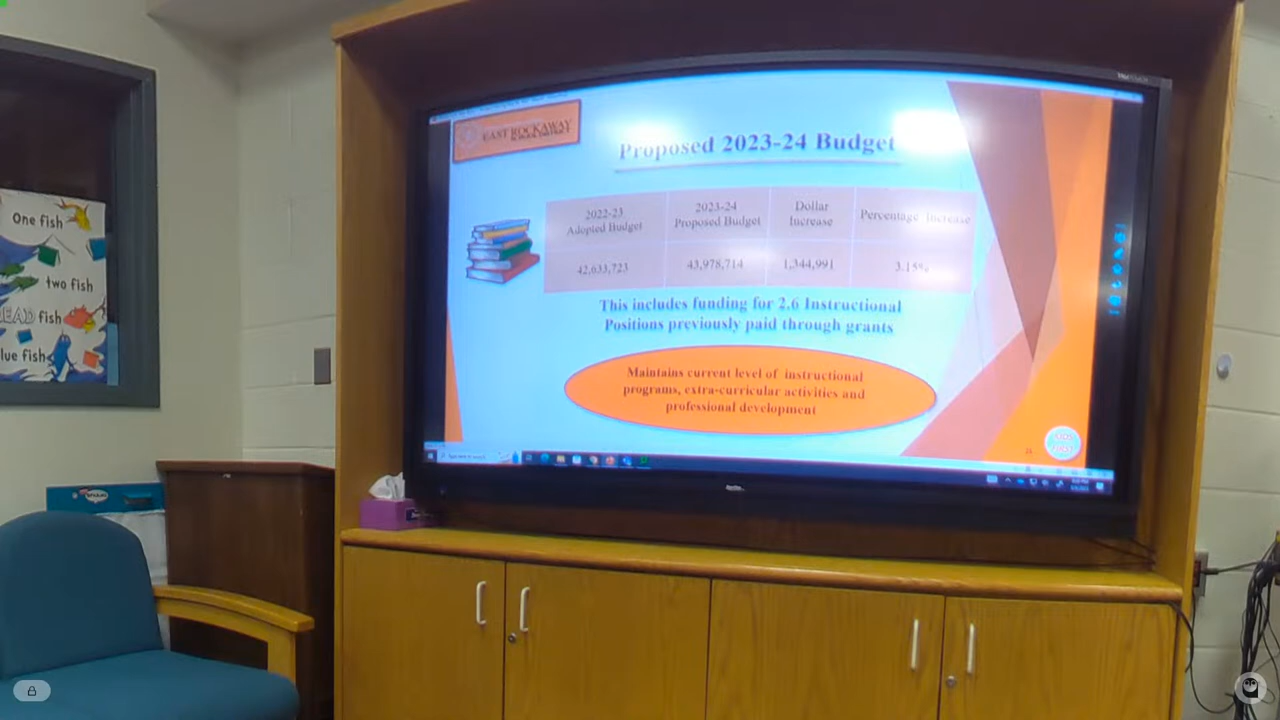 One fish
two fish
READ fish
lue fish
EAST ROCKAWAY
Proposed 2023-24 Budget
2022-23
Adopted Budget
2023-24
Proposed Budget
Dollar
Increase
Percentage Increase
42,633,723
43,978,714
1,344,991
3.15%
This includes funding for 2.6 Instructional
Positions previously paid through grants
Maintains current level of instructional
programs, extra-curricular activities and
professional development